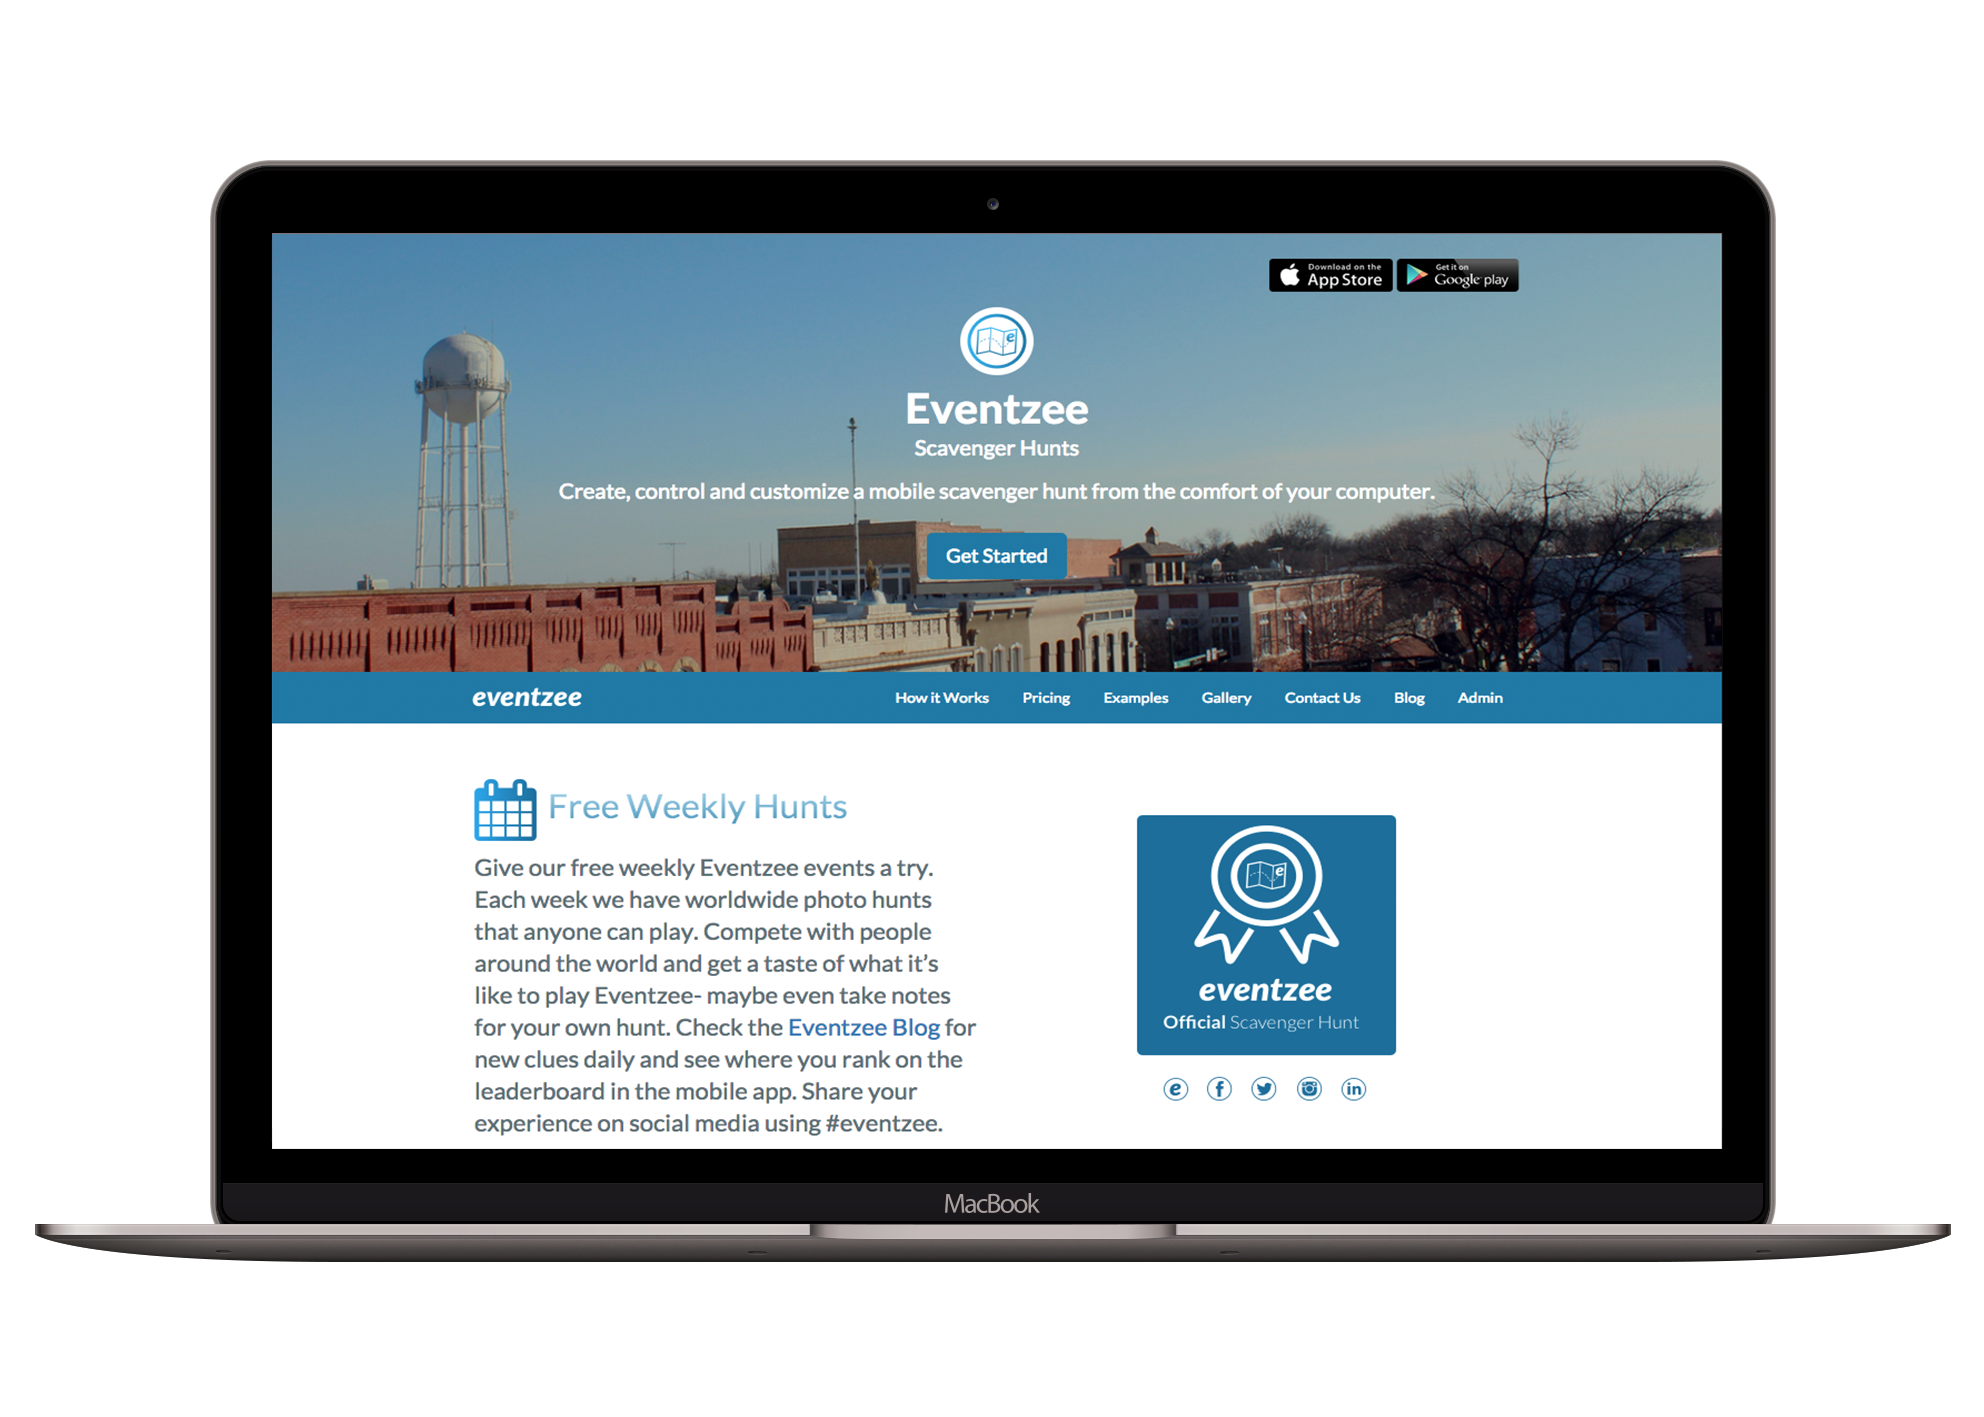 Download on the
App Store
Get it on
Google play
e
Eventzee
Scavenger Hunts
Create, control and customize a mobile scavenger hunt from the comfort of your computer.
Get Started
eventzee
How it Works
Pricing
Examples
Gallery
Contact Us
Blog
Admin
Free Weekly Hunts
Give our free weekly Eventzee events a try.
Each week we have worldwide photo hunts
that anyone can play. Compete with people
around the world and get a taste of what it’s
like to play Eventzee- maybe even take notes
for your own hunt. Check the Eventzee Blog for
new clues daily and see where you rank on the
leaderboard in the mobile app. Share your
experience on social media using #eventzee.
e
eventzee
Official Scavenger Hunt
e
f
in
MacBook